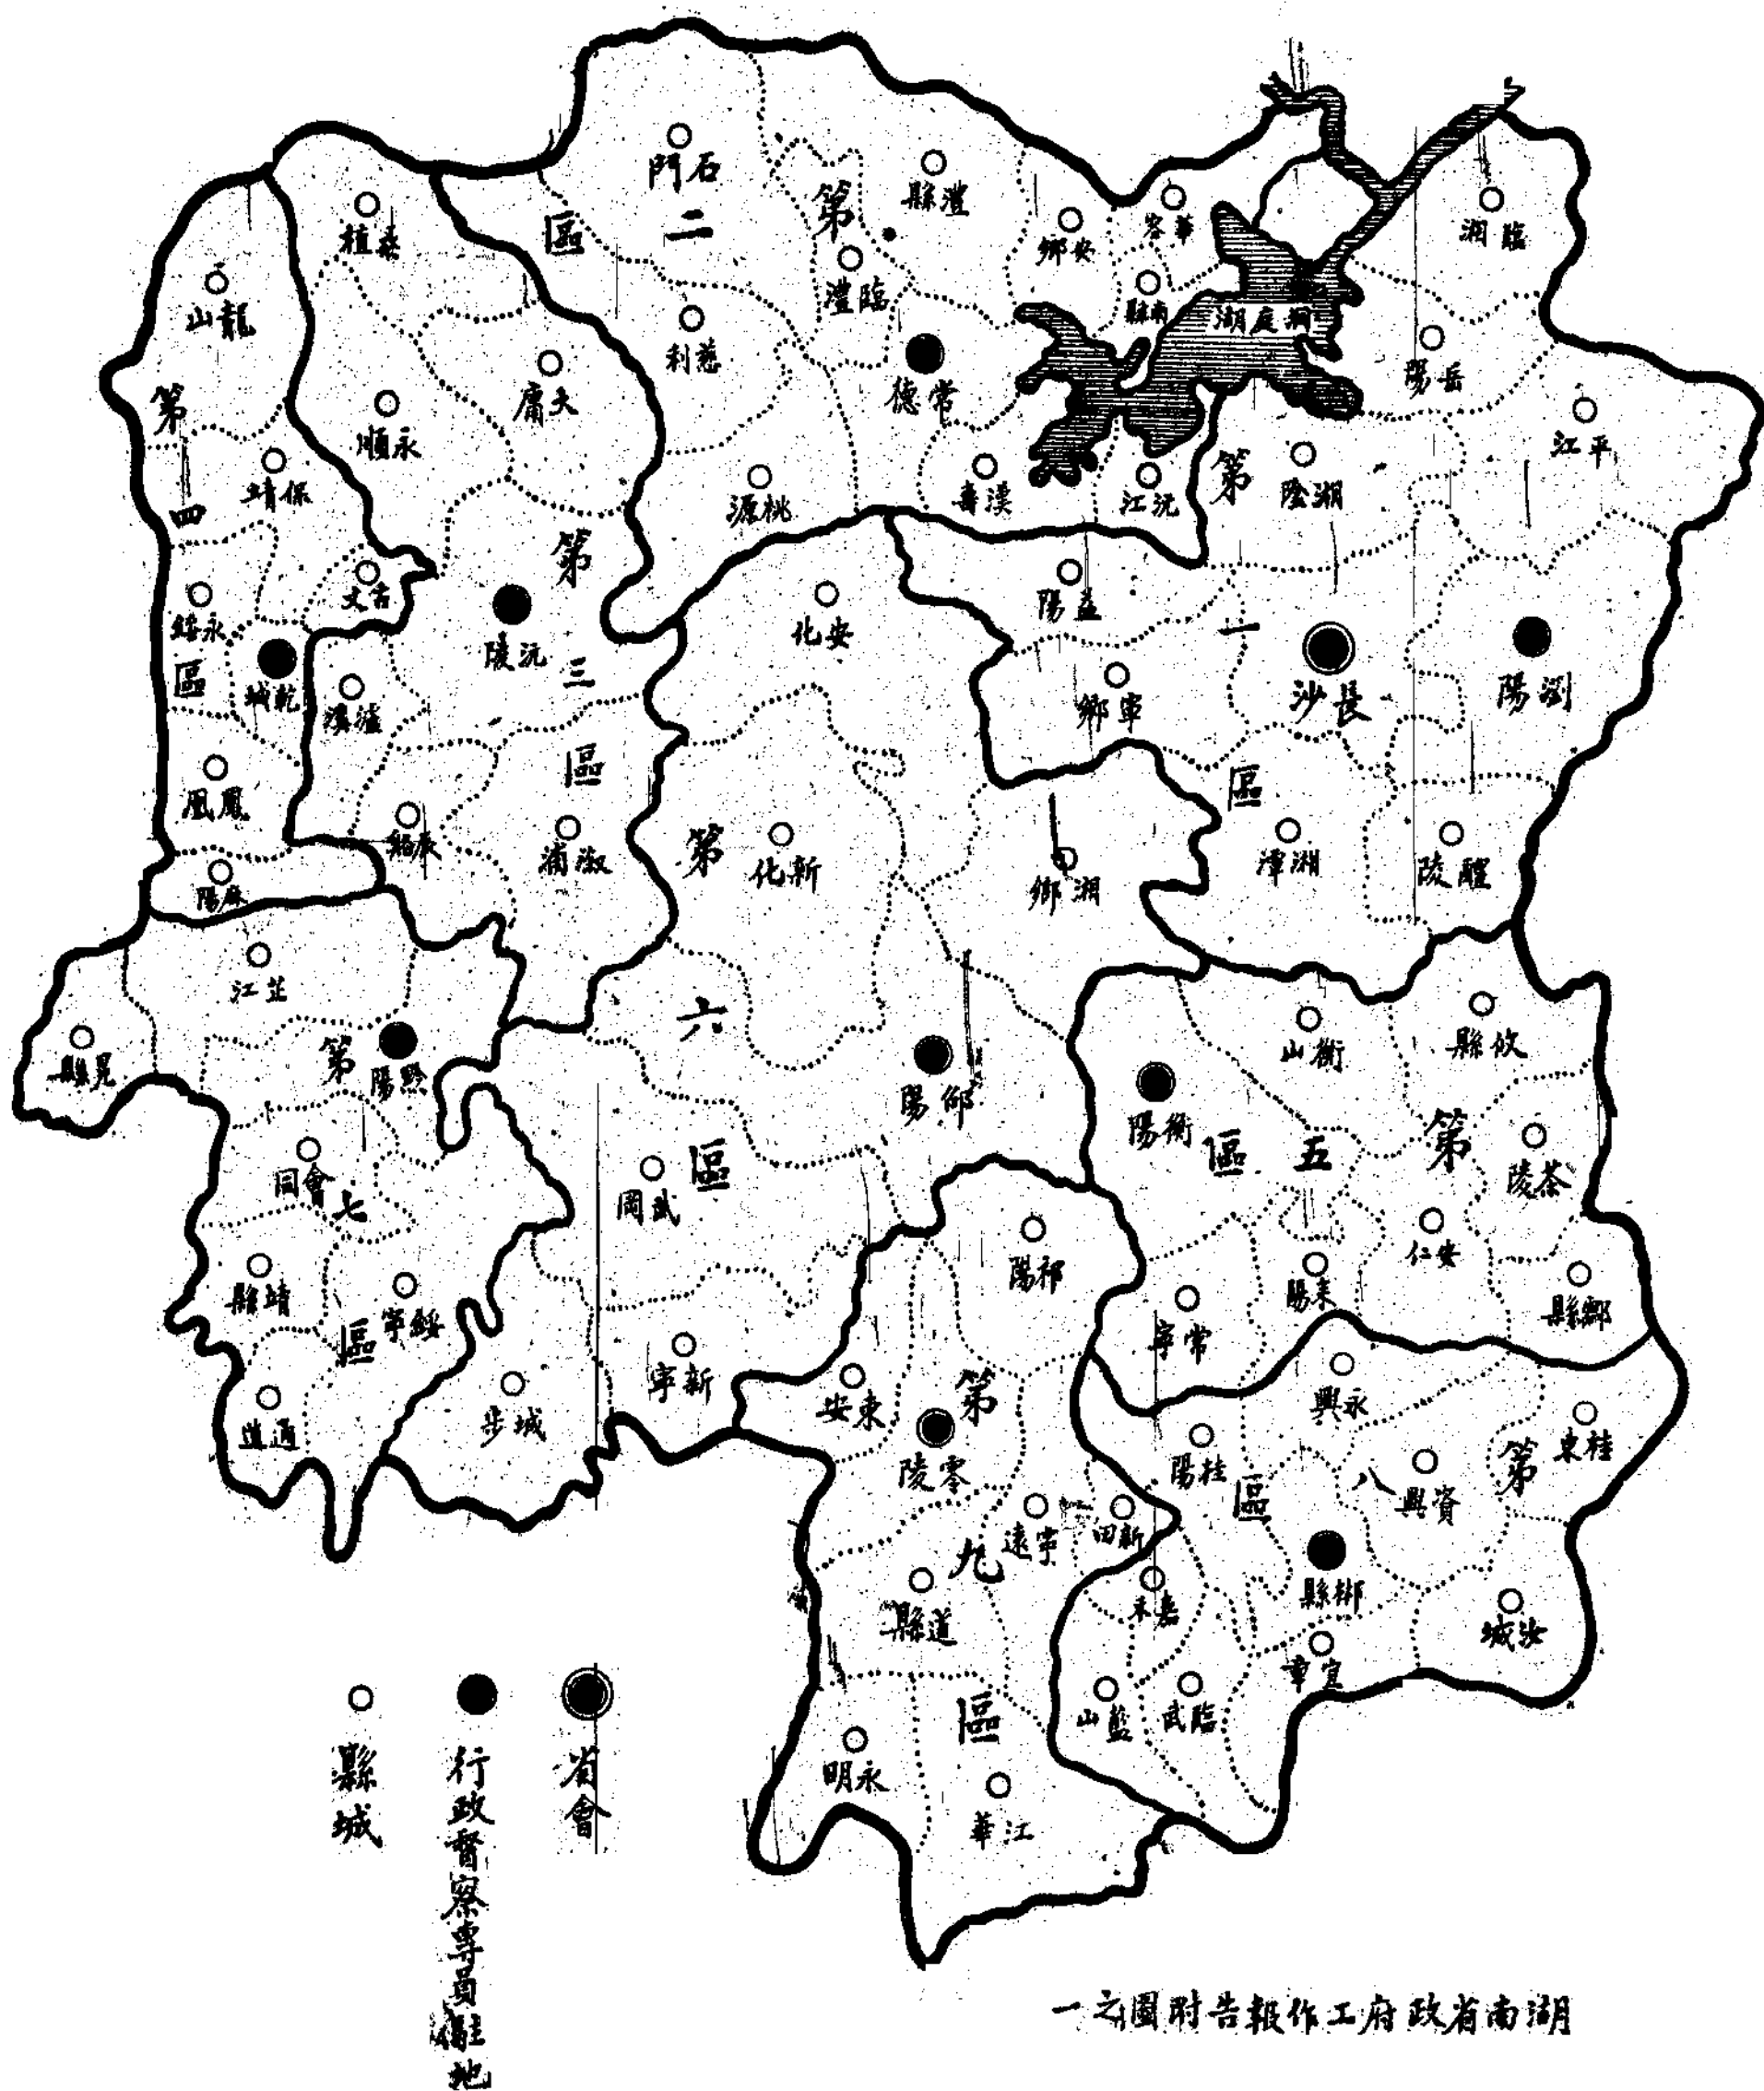 石門
澧縣
桑植
安鄉
華容
臨湘
臨澧
龍山
南縣
洞庭湖
慈利
岳陽
大庸
常德
永順
平江
保靖
桃源
漢壽
沅江
湘陰
第一區
第二區
第三區
第四區
永綏
古丈
沅陵
安化
益陽
乾城
瀘溪
寧鄉
長沙
瀏陽
鳳凰
辰谿
漵浦
新化
湘鄉
湘潭
醴陵
麻陽
芷江
晃縣
黔陽
邵陽
衡陽
衡山
攸縣
第五區
第六區
第七區
會同
武岡
茶陵
安仁
祁陽
耒陽
酃縣
靖縣
綏寧
常寧
新寧
東安
永興
通道
城步
零陵
桂陽
資興
桂東
第八區
第九區
寧遠
新田
道縣
嘉禾
郴縣
汝城
宜章
藍山
臨武
永明
江華
省會
行政督察專員駐地
縣城
湖南省政府工作報告附圖之一